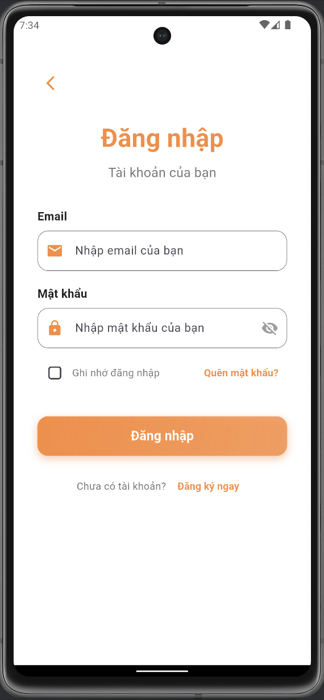 7:34
Đăng nhập
Tài khoản của bạn
Email
Nhập email của bạn
Mật khẩu
Nhập mật khẩu của bạn
Ghi nhớ đăng nhập Quên mật khẩu?
Đăng nhập
Chưa có tài khoản? Đăng ký ngay